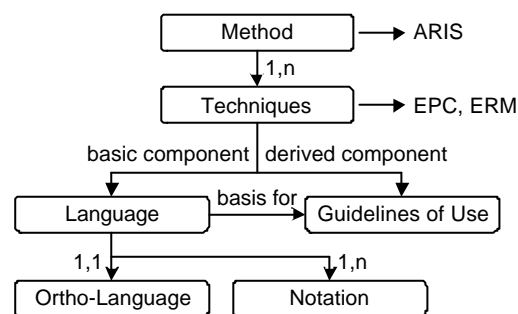 Method ARIS
1,n
Techniques EPC, ERM
basic component derived component
Language basis for Guidelines of Use
1,1 1,n
Ortho-Language Notation